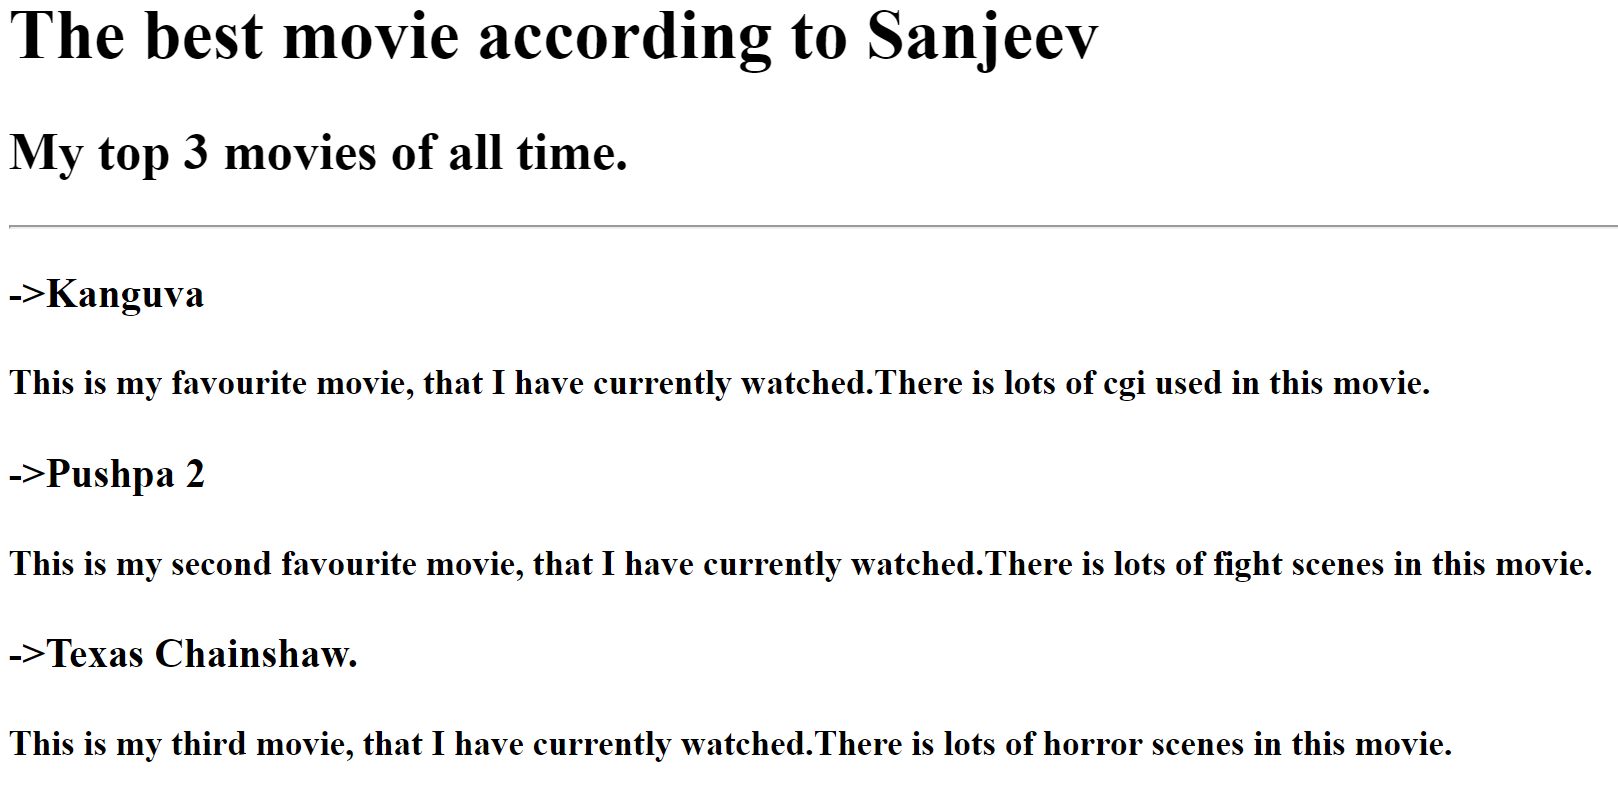 The best movie according to Sanjeev
My top 3 movies of all time.
->Kanguva
This is my favourite movie, that I have currently watched.There is lots of cgi used in this movie.
->Pushpa 2
This is my second favourite movie, that I have currently watched.There is lots of fight scenes in this movie.
->Texas Chainshaw.
This is my third movie, that I have currently watched.There is lots of horror scenes in this movie.